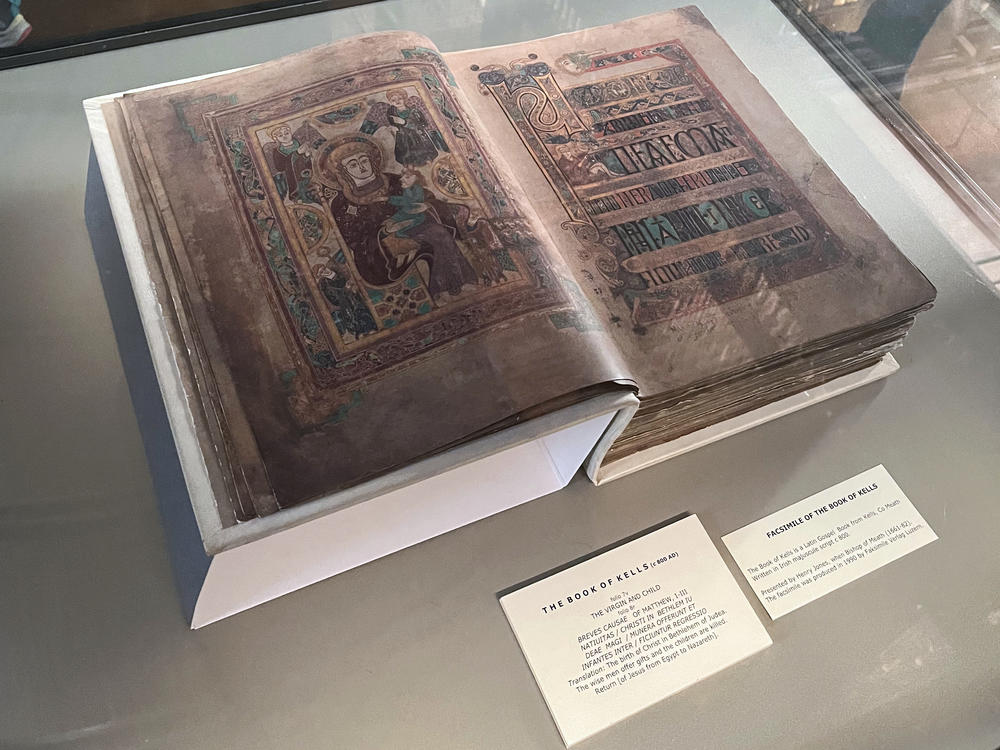 THE BOOK OF KELLS (c 800 AD)
folio 7v
THE VIRGIN AND CHILD
folio 8r
BREVES CAUSAE OF MATTHEW, I-III
NATIUITAS / CHRISTI IN BETHLEM IU
DEAE MAGI / MUNERA OFFERUNT ET
INFANTES INTER / FICIUNTUR REGRESSIO
Translation: The birth of Christ in Bethlehem of Judea.
The wise men offer gifts and the children are killed.
Return [of Jesus from Egypt to Nazareth].
FACSIMILE OF THE BOOK OF KELLS
The Book of Kells is a Latin Gospel Book from Kells, Co Meath
Written in Irish majuscule script c 800.
Presented by Henry Jones, when Bishop of Meath (1661-82).
The facsimile was produced in 1990 by Faksimile Verlag Luzern.